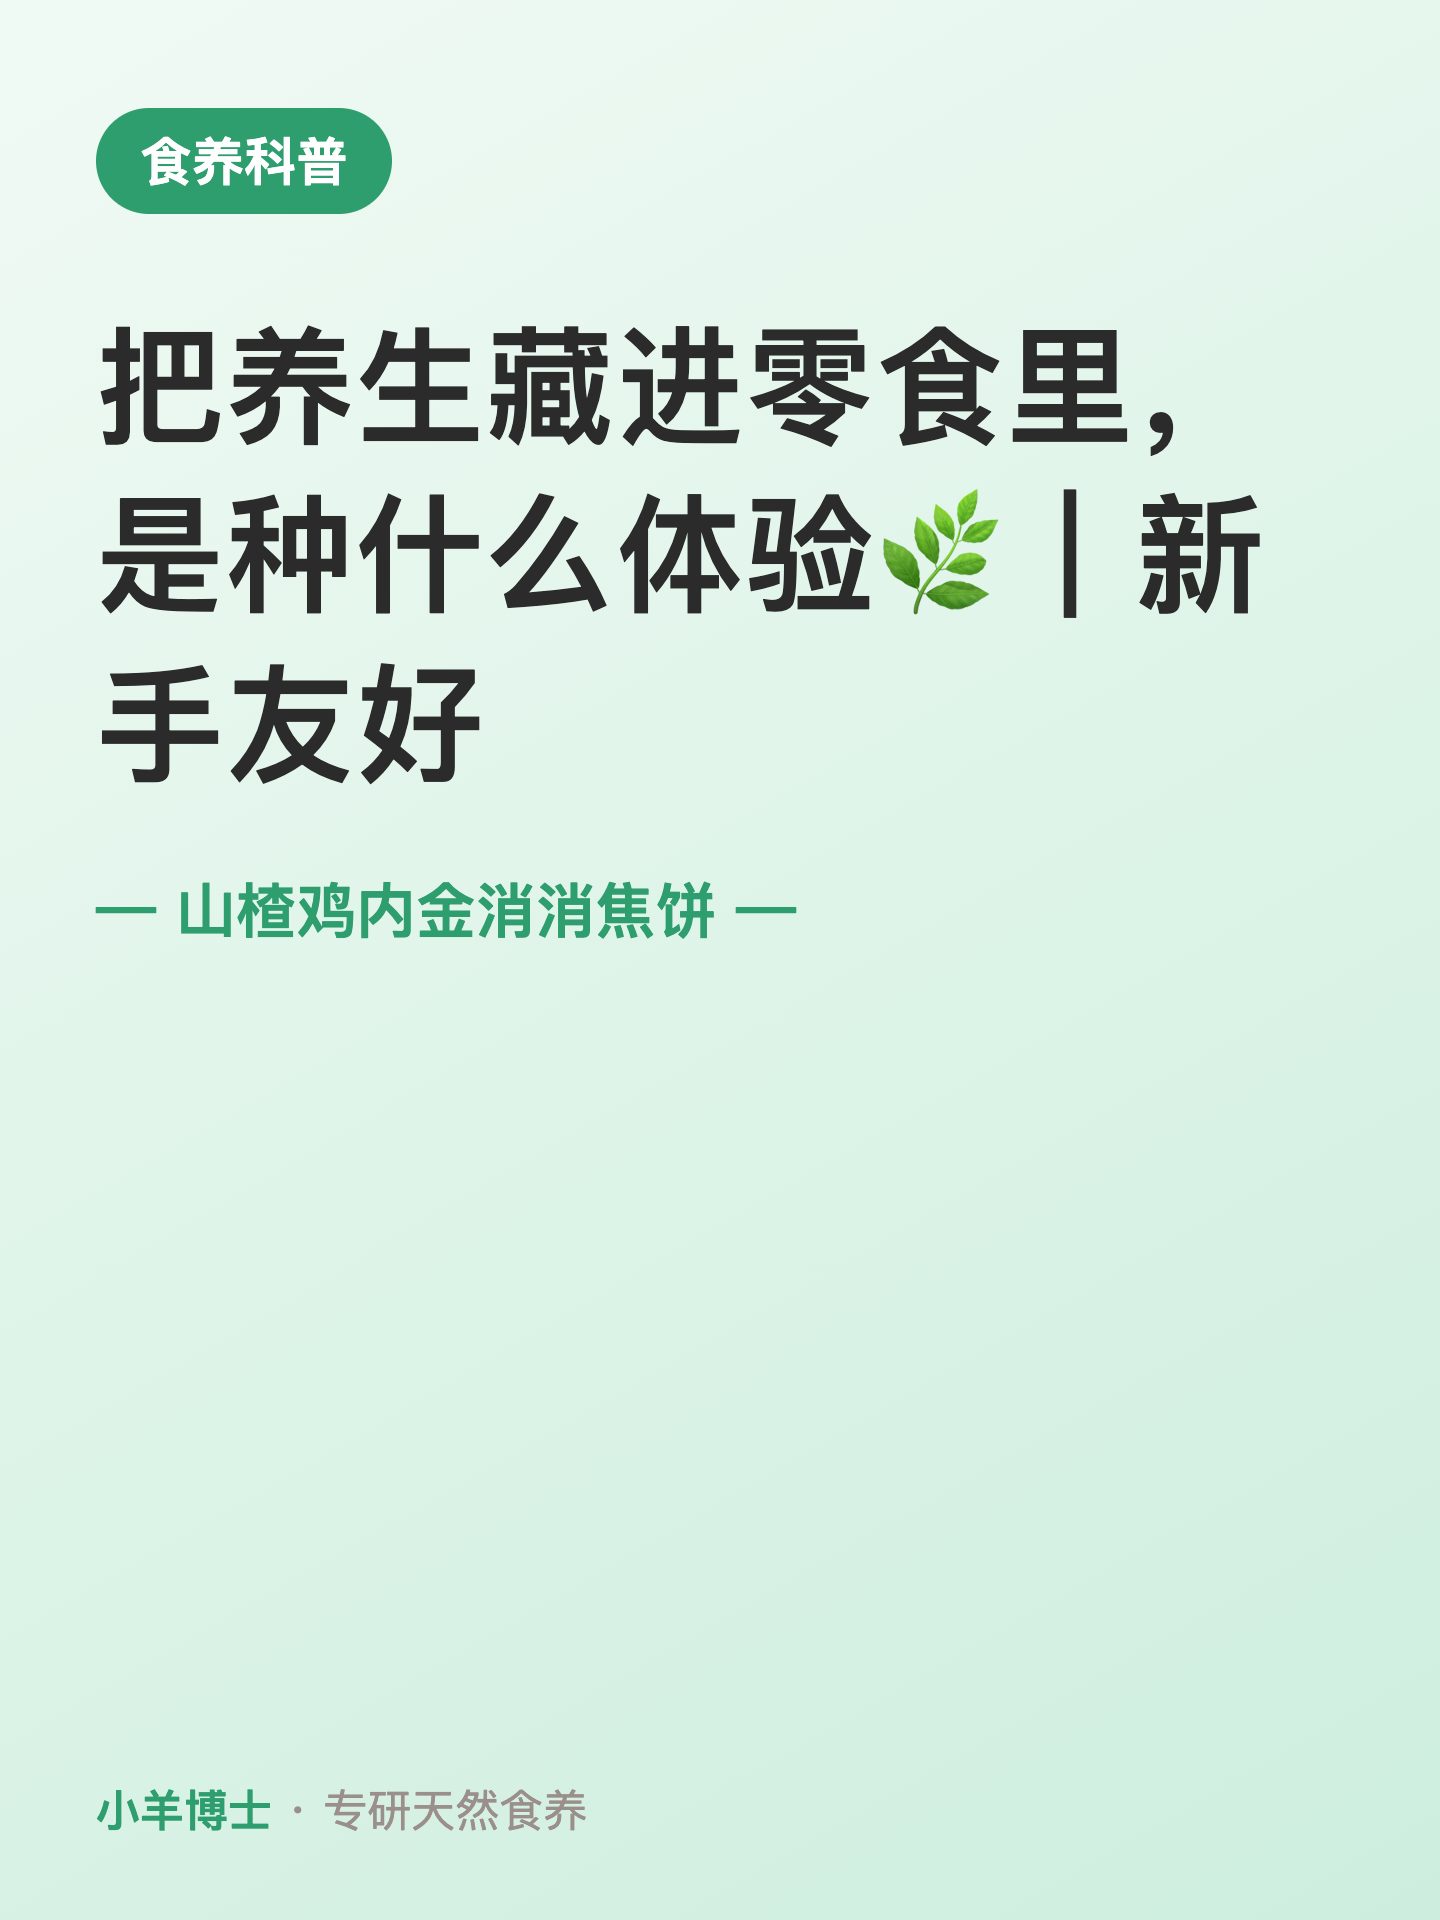 食养科普
把养生藏进零食里，
是种什么体验🌿｜新
手友好
— 山楂鸡内金消消焦饼 —
小羊博士 · 专研天然食养